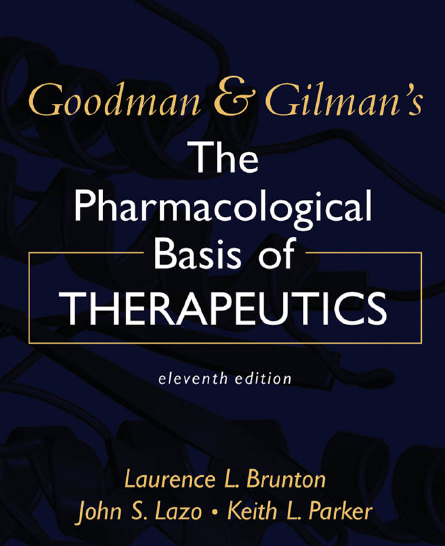 Goodman & Gilman's
The
Pharmacological
Basis of
THERAPEUTICS
eleventh edition
Laurence L. Brunton
John S. Lazo • Keith L. Parker